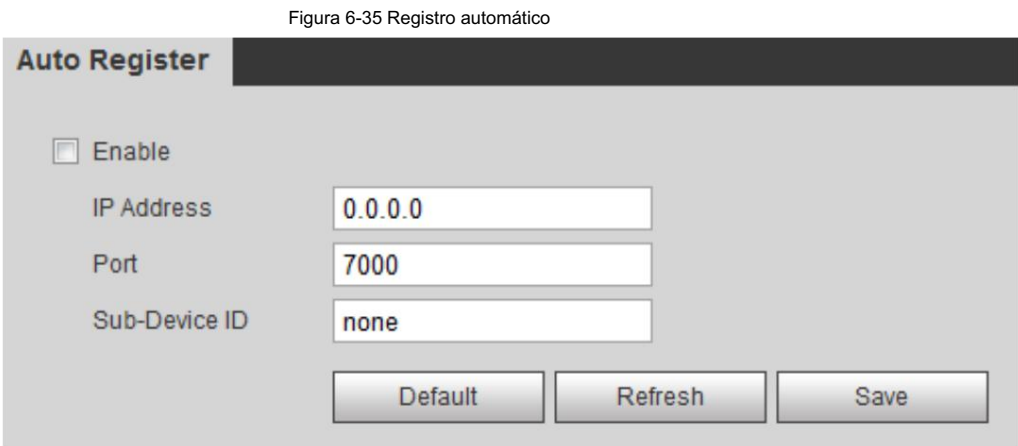 Figura 6-35 Registro automático
Auto Register
Enable
IP Address 0.0.0.0
Port 7000
Sub-Device ID none
Default Refresh Save